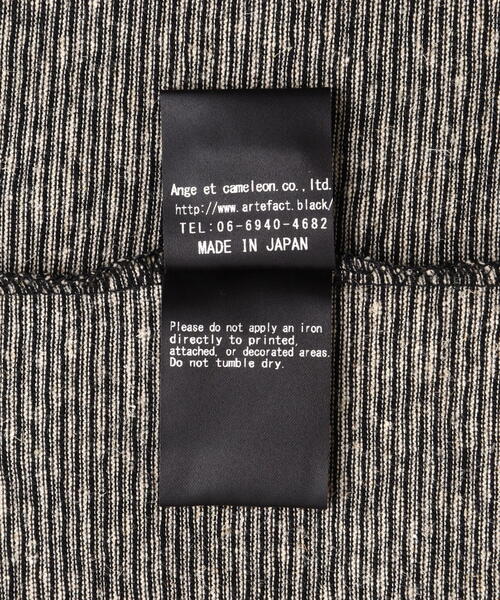 Ange et cameleon.co.,ltd.
http://www.artefact.black/
TEL:06-6940-4682
MADE IN JAPAN
Please do not apply an iron
directly to printed,
attached, or decorated areas.
Do not tumble dry.